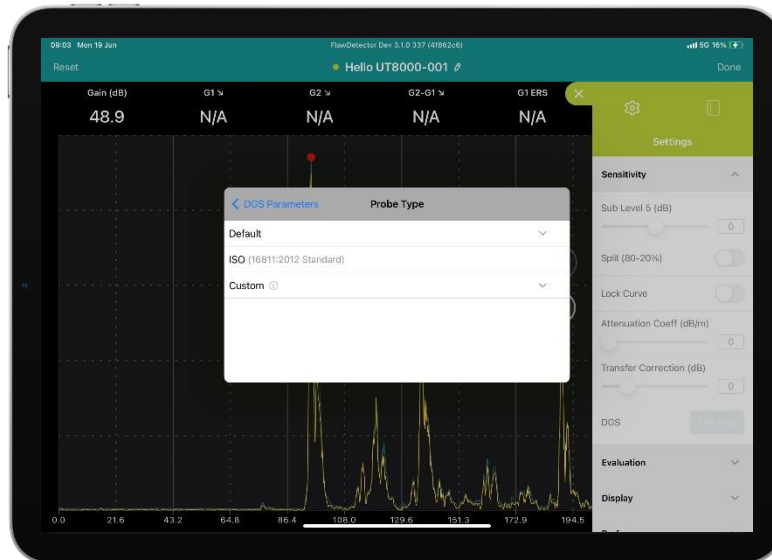 09:03 Mon 19 Jun
FlawDetector Dev 3.1.0 337 (41862c6)
5G 16%
Reset
Hello UT8000-001
Done
Gain (dB)
G1
G2
G2-G1
G1 ERS
48.9
N/A
N/A
N/A
N/A
Settings
Sensitivity
Sub Level 5 (dB)
0
Split (80-20%)
Lock Curve
Attenuation Coeff (dB/m)
0
Transfer Correction (dB)
0
DGS
Evaluation
Display
DGS Parameters
Probe Type
Default
ISO (16811:2012 Standard)
Custom
0.0
21.6
43.2
64.8
86.4
108.0
129.6
151.3
172.9
194.5